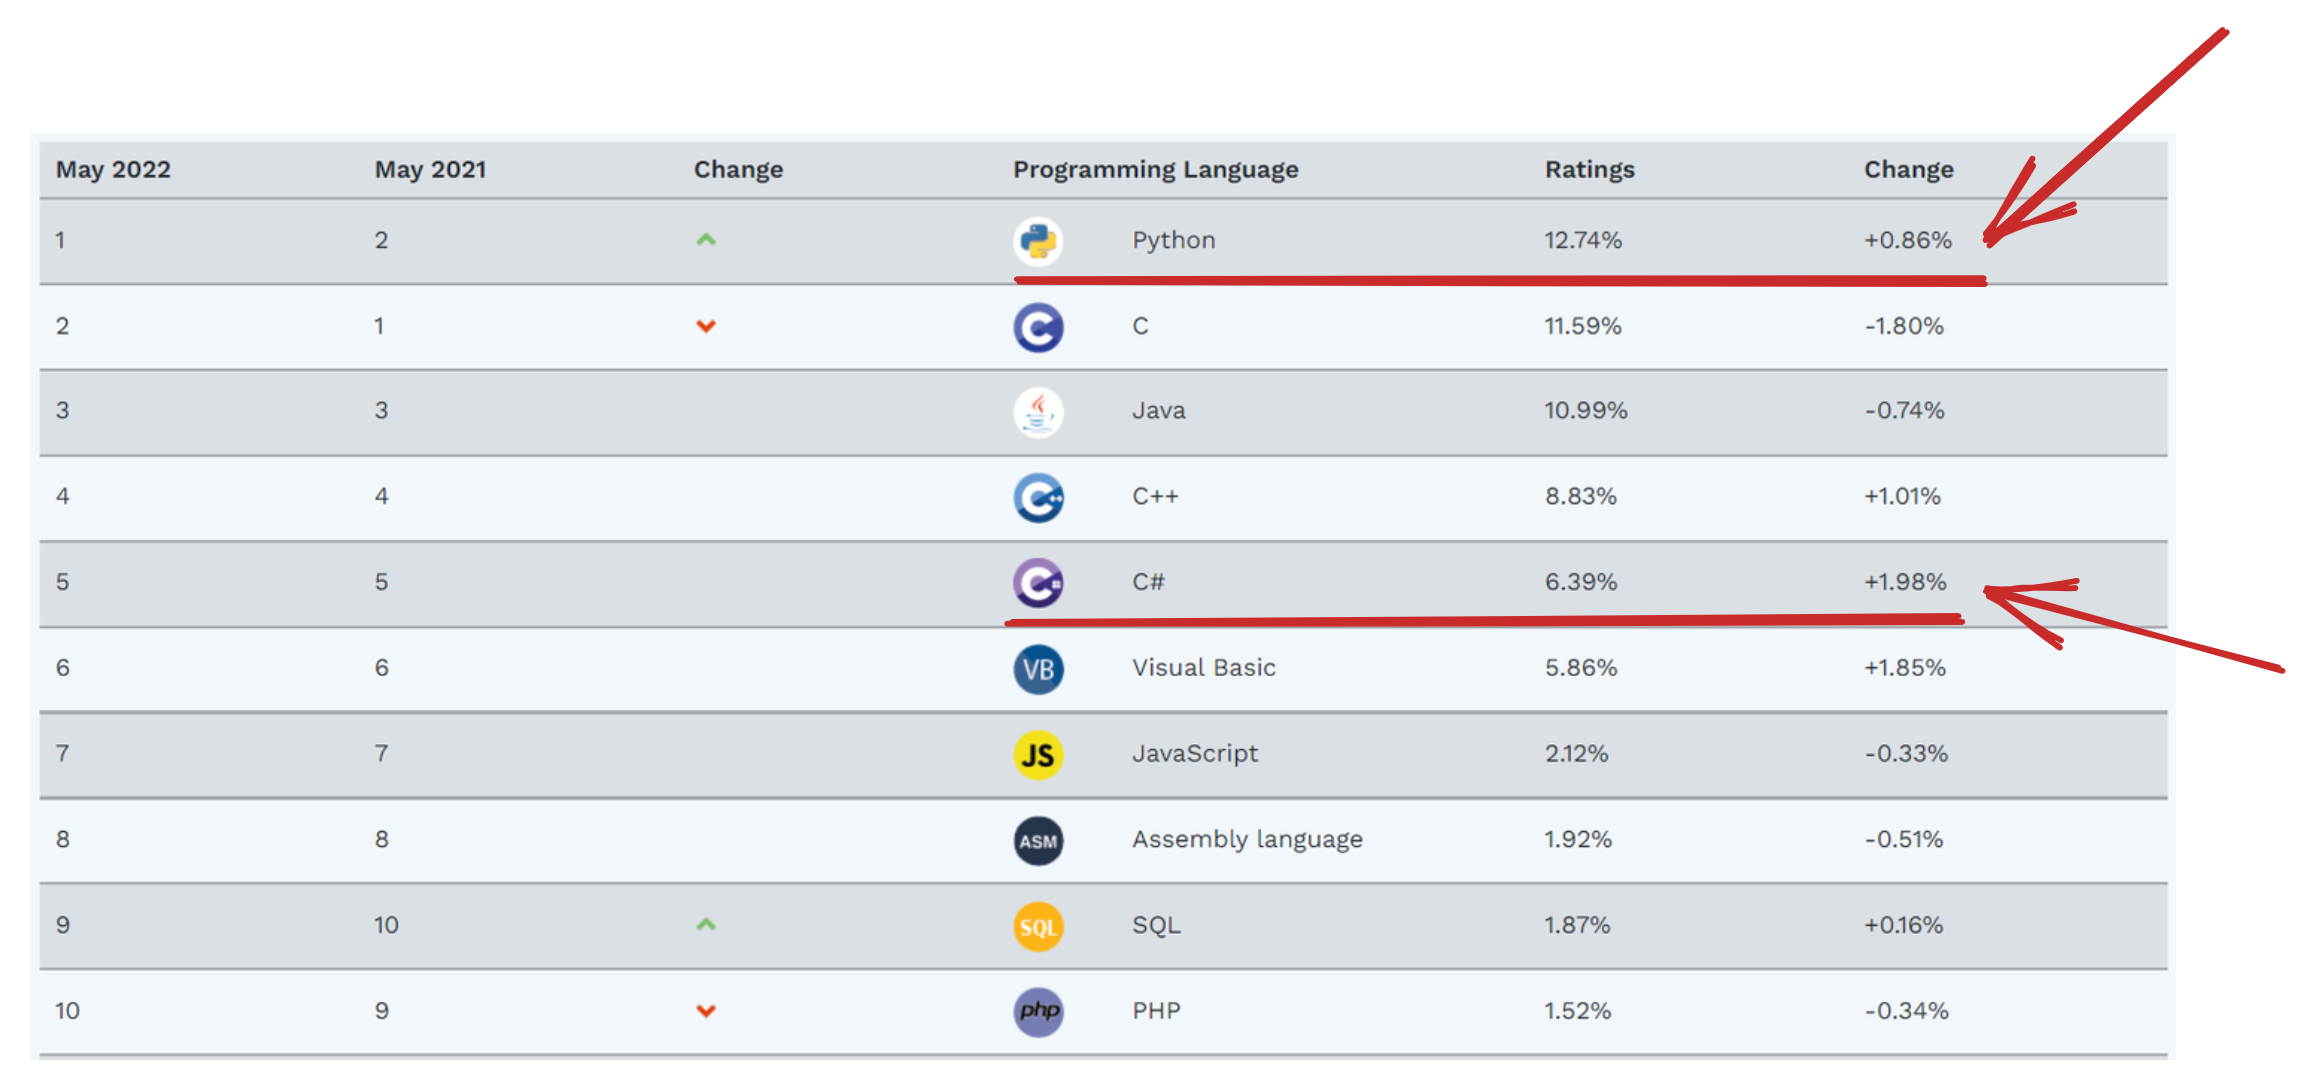 May 2022 May 2021 Change Programming Language Ratings Change
1 2 Python 12.74% +0.86%
2 1 C 11.59% -1.80%
3 3 Java 10.99% -0.74%
4 4 C++ 8.83% +1.01%
5 5 C# 6.39% +1.98%
6 6 VB Visual Basic 5.86% +1.85%
7 7 JS JavaScript 2.12% -0.33%
8 8 ASM Assembly language 1.92% -0.51%
9 10 SQL SQL 1.87% +0.16%
10 9 php PHP 1.52% -0.34%